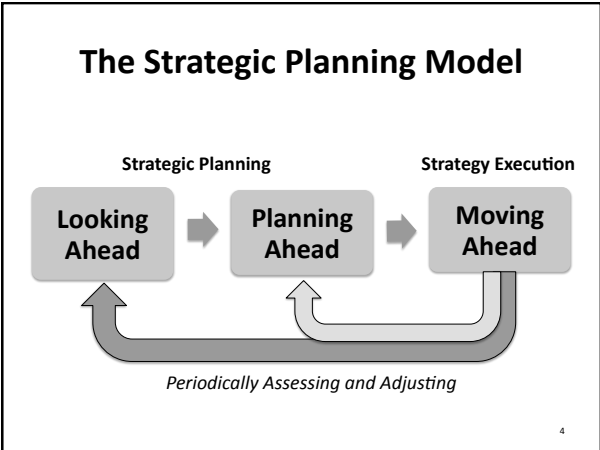 The Strategic Planning Model
Strategic Planning
Strategy Execution
Looking
Ahead
Planning
Ahead
Moving
Ahead
Periodically Assessing and Adjusting
4